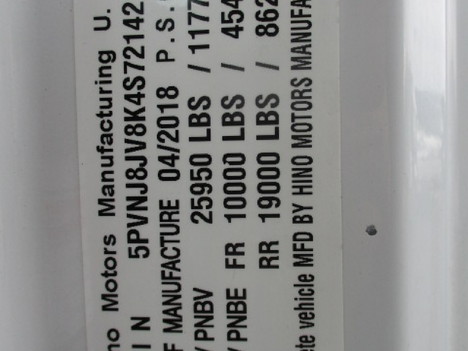 no Motors Manufacturing U.
IN 5PVNJ8JV8K4S72142
F MANUFACTURE 04/2018 P.S.
/ PNBV 25950 LBS / 1177
/ PNBE FR 10000 LBS / 454
RR 19000 LBS / 862
ete vehicle MFD BY HINO MOTORS MANUFA